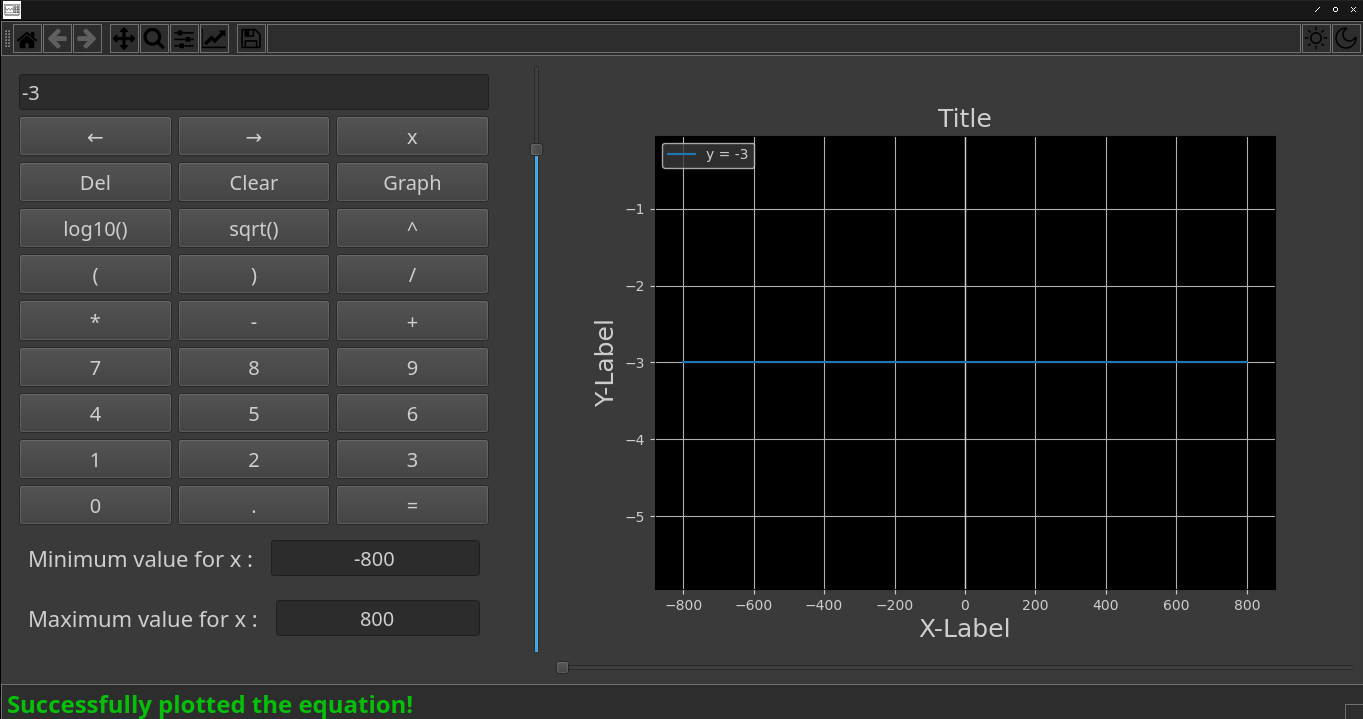 -3
← → x
Del Clear Graph
log10() sqrt() ^
( ) /
* - +
7 8 9
4 5 6
1 2 3
0 . =
Minimum value for x : -800
Maximum value for x : 800
Title
y = -3
−1
−2
−3
−4
−5
Y-Label
−800 −600 −400 −200 0 200 400 600 800
X-Label
Successfully plotted the equation!